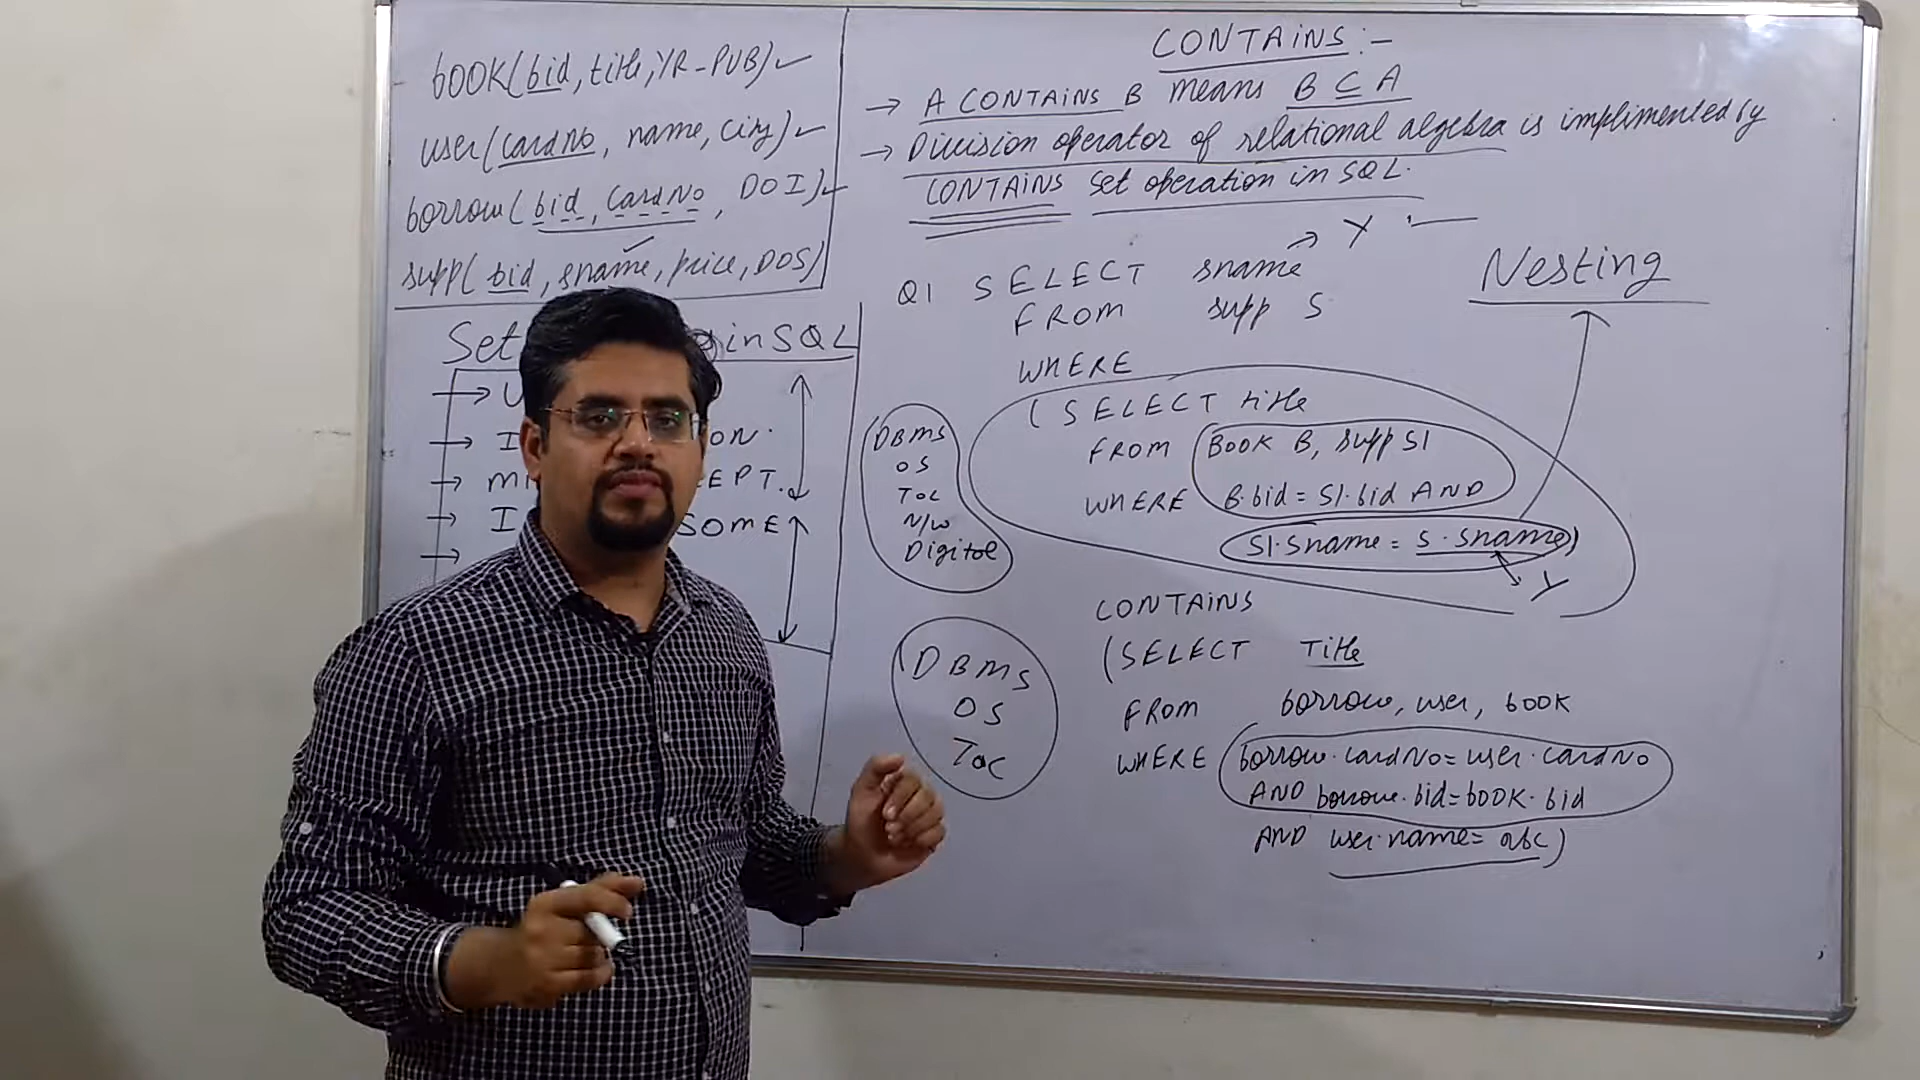 book(bid, title, YR-PUB)
user(cardNo, name, City)
borrow(bid, CardNo, DOI)
supp(bid, sname, price, DOS)
Set in SQL
U
I ON.
MI EPT.
I SOME
CONTAINS:-
→ A CONTAINS B means B ⊆ A
→ Division operator of relational algebra is implimented by
CONTAINS set operation in SQL.
Q1 SELECT sname → Y
FROM supp S
WHERE
(SELECT title
FROM BOOK B, supp S1
WHERE B.bid = S1.bid AND
S1.Sname = S.Sname)
Y
Nesting
DBMS
OS
TOC
N/W
Digital
CONTAINS
(SELECT Title
FROM borrow, user, book
WHERE borrow.cardNo = user.cardNo
AND borrow.bid = book.bid
AND user.name = abc)
DBMS
OS
TOC